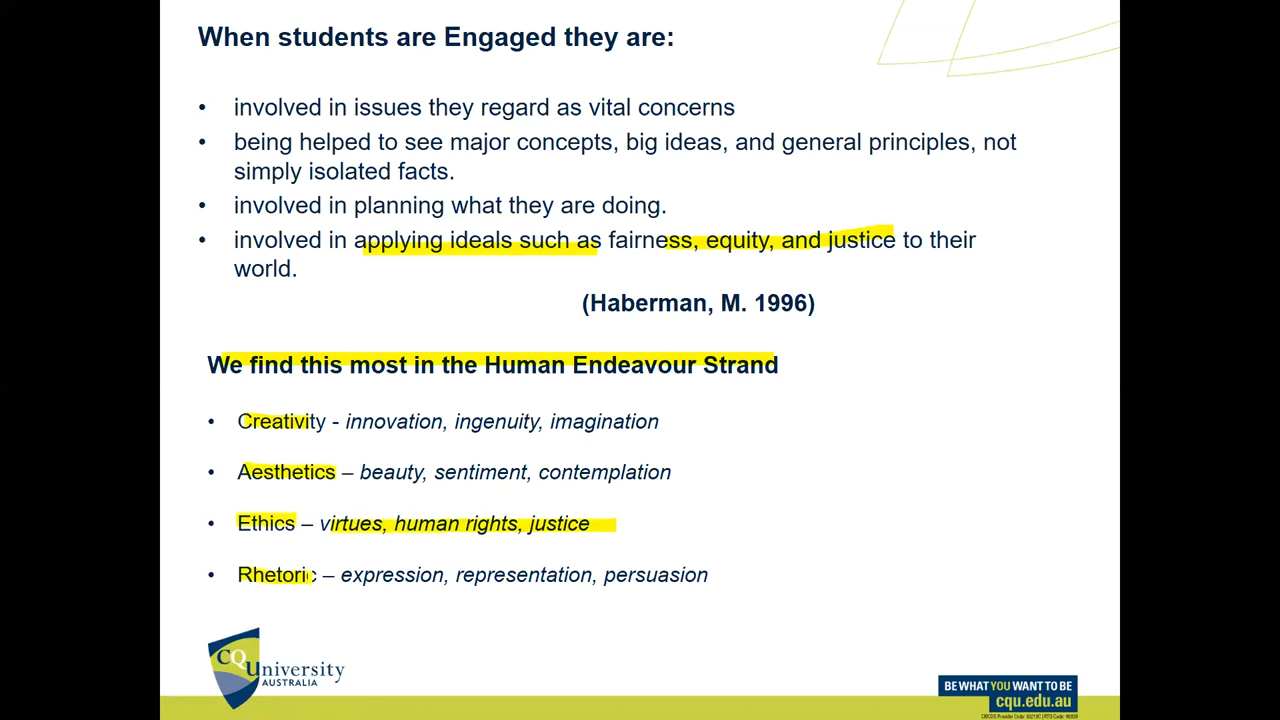 When students are Engaged they are:
• involved in issues they regard as vital concerns
• being helped to see major concepts, big ideas, and general principles, not
simply isolated facts.
• involved in planning what they are doing.
• involved in applying ideals such as fairness, equity, and justice to their
world.
(Haberman, M. 1996)
We find this most in the Human Endeavour Strand
• Creativity - innovation, ingenuity, imagination
• Aesthetics – beauty, sentiment, contemplation
• Ethics – virtues, human rights, justice
• Rhetoric – expression, representation, persuasion
CQUniversity
AUSTRALIA
BE WHAT YOU WANT TO BE
cqu.edu.au